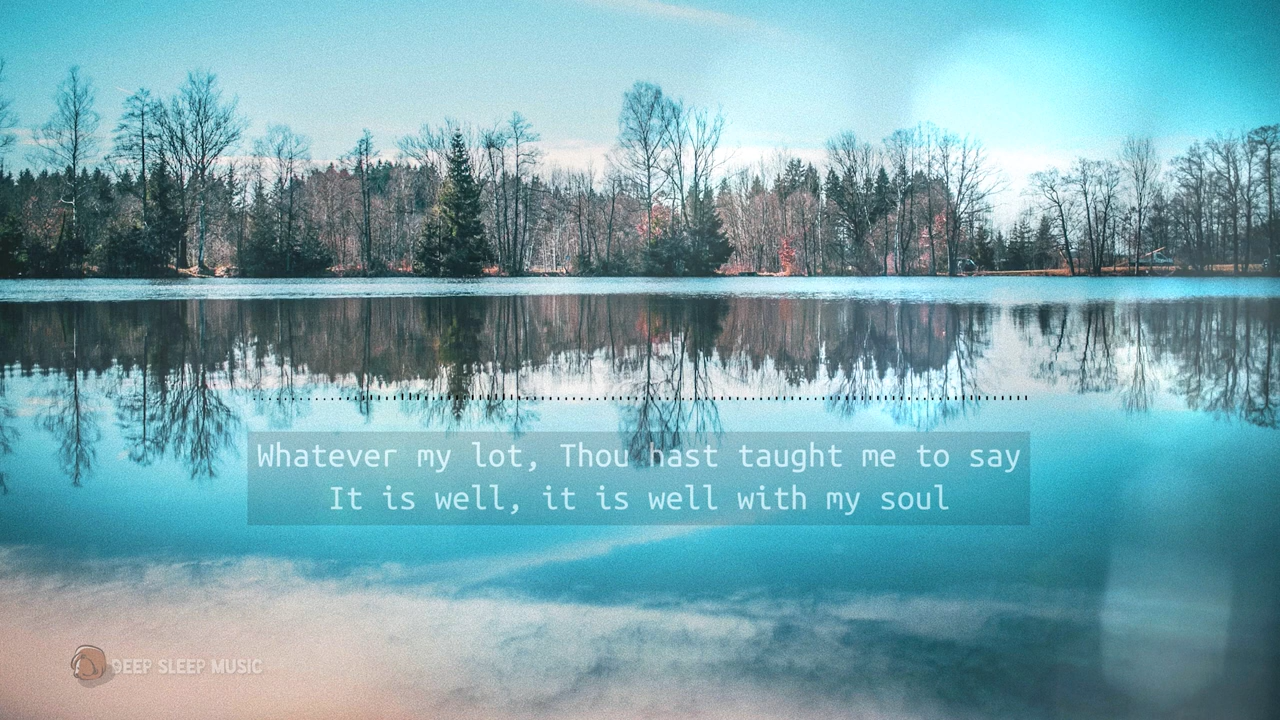 Whatever my lot, Thou hast taught me to say
It is well, it is well with my soul
DEEP SLEEP MUSIC